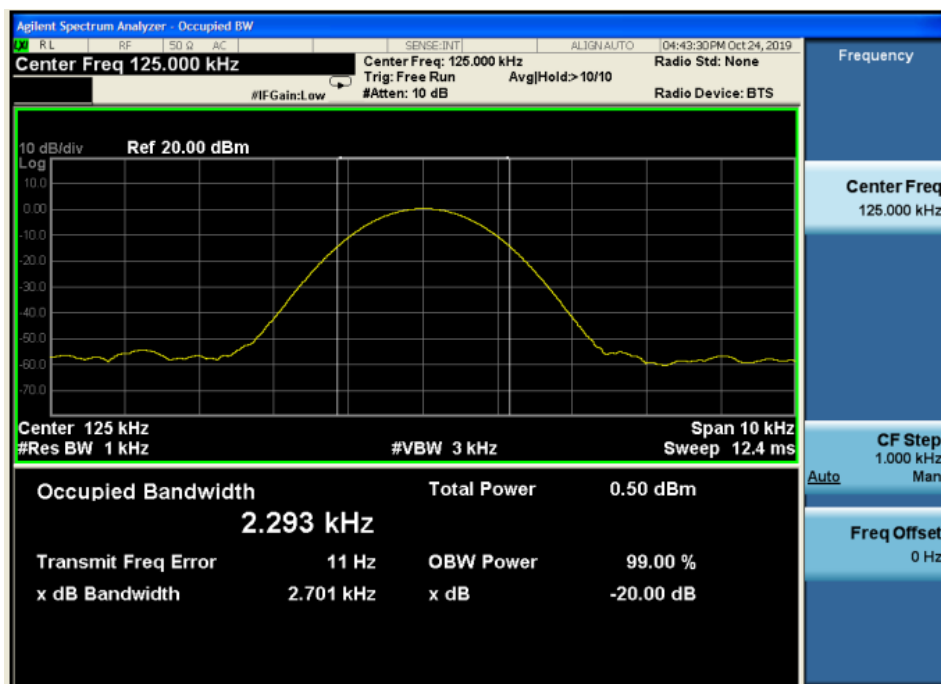 Agilent Spectrum Analyzer - Occupied BW
LXI RL RF 50 Ω AC SENSE:INT ALIGN AUTO 04:43:30 PM Oct 24, 2019
Center Freq 125.000 kHz
Center Freq: 125.000 kHz
Radio Std: None
Trig: Free Run
Avg|Hold:>10/10
#IFGain:Low
#Atten: 10 dB
Radio Device: BTS
10 dB/div
Ref 20.00 dBm
Log
10.0
0.00
-10.0
-20.0
-30.0
-40.0
-50.0
-60.0
-70.0
Center 125 kHz
Span 10 kHz
#Res BW 1 kHz
#VBW 3 kHz
Sweep 12.4 ms
Occupied Bandwidth
Total Power 0.50 dBm
2.293 kHz
Transmit Freq Error 11 Hz
OBW Power 99.00 %
x dB Bandwidth 2.701 kHz
x dB -20.00 dB
Frequency
Center Freq
125.000 kHz
CF Step
1.000 kHz
Auto Man
Freq Offset
0 Hz